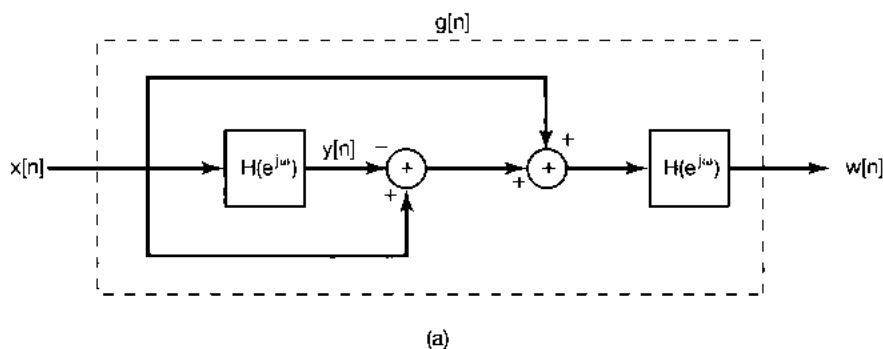 g[n]
+
x[n]
H(e^jω)
y[n]
−
+
+
+
+
H(e^jω)
w[n]
(a)